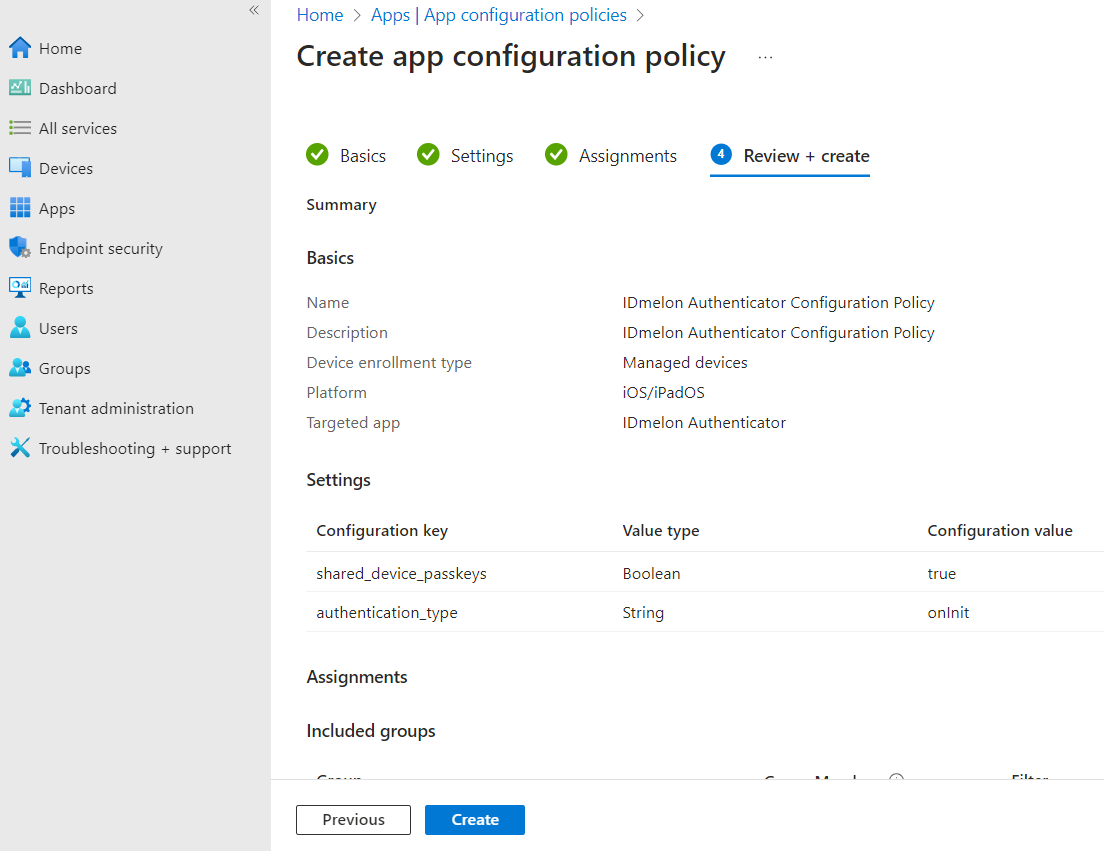 «
Home
Dashboard
All services
Devices
Apps
Endpoint security
Reports
Users
Groups
Tenant administration
Troubleshooting + support
Home > Apps | App configuration policies >
Create app configuration policy ...
Basics Settings Assignments 4 Review + create
Summary
Basics
Name IDmelon Authenticator Configuration Policy
Description IDmelon Authenticator Configuration Policy
Device enrollment type Managed devices
Platform iOS/iPadOS
Targeted app IDmelon Authenticator
Settings
Configuration key Value type Configuration value
shared_device_passkeys Boolean true
authentication_type String onInit
Assignments
Included groups
Group Filter
Previous Create